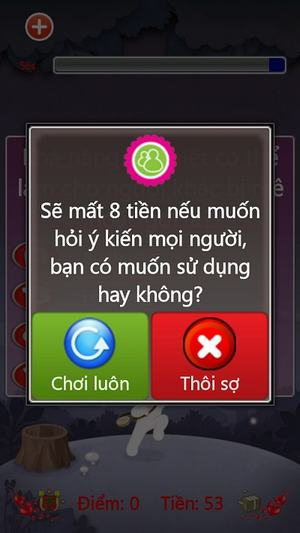 58s
Sẽ mất 8 tiền nếu muốn
hỏi ý kiến mọi người,
bạn có muốn sử dụng
hay không?
Chơi luôn
Thôi sợ
Điểm: 0
Tiền: 53